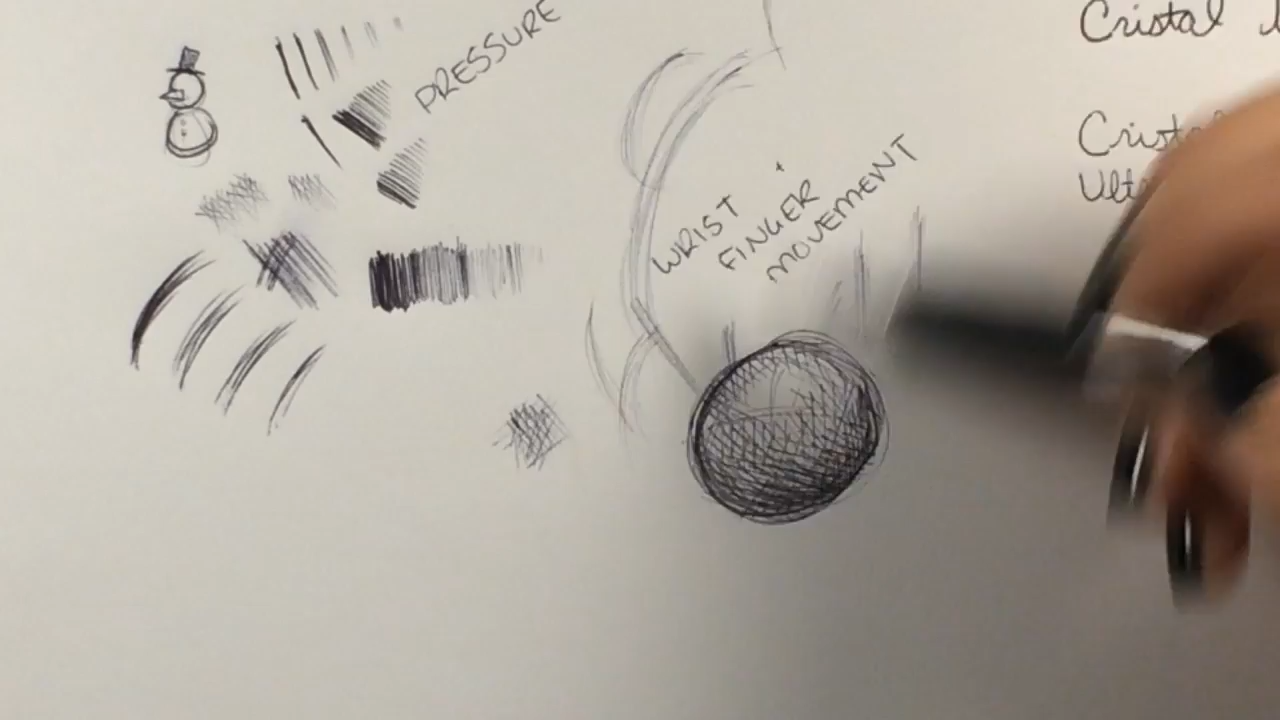 PRESSURE
WRIST +
FINGER
MOVEMENT
Cristal
Cristal